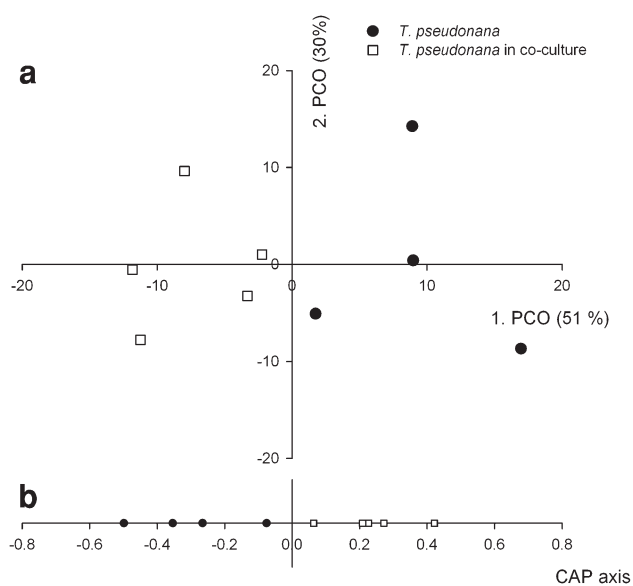 T. pseudonana
T. pseudonana in co-culture
a
2. PCO (30%)
20
10
0
-20 -10 0 10 20
1. PCO (51 %)
-10
-20
b
-0.8 -0.6 -0.4 -0.2 0.0 0.2 0.4 0.6 0.8
CAP axis